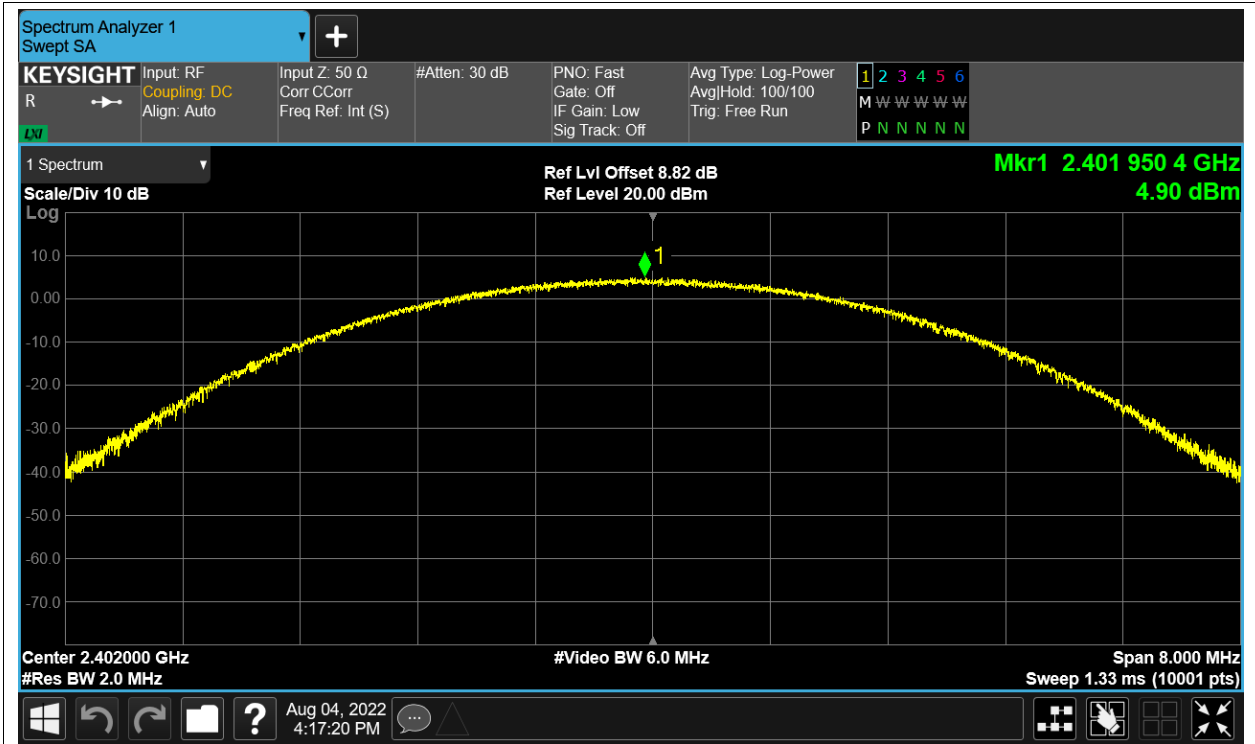 Spectrum Analyzer 1
Swept SA
KEYSIGHT
R
LXI
Input: RF
Coupling: DC
Align: Auto
Input Z: 50 Ω
Corr CCorr
Freq Ref: Int (S)
#Atten: 30 dB
PNO: Fast
Gate: Off
IF Gain: Low
Sig Track: Off
Avg Type: Log-Power
Avg|Hold: 100/100
Trig: Free Run
1 2 3 4 5 6
M W W W W W
P N N N N N
1 Spectrum
Scale/Div 10 dB
Log
Ref Lvl Offset 8.82 dB
Ref Level 20.00 dBm
Mkr1 2.401 950 4 GHz
4.90 dBm
1
10.0
0.00
-10.0
-20.0
-30.0
-40.0
-50.0
-60.0
-70.0
Center 2.402000 GHz
#Res BW 2.0 MHz
#Video BW 6.0 MHz
Span 8.000 MHz
Sweep 1.33 ms (10001 pts)
?
Aug 04, 2022
4:17:20 PM